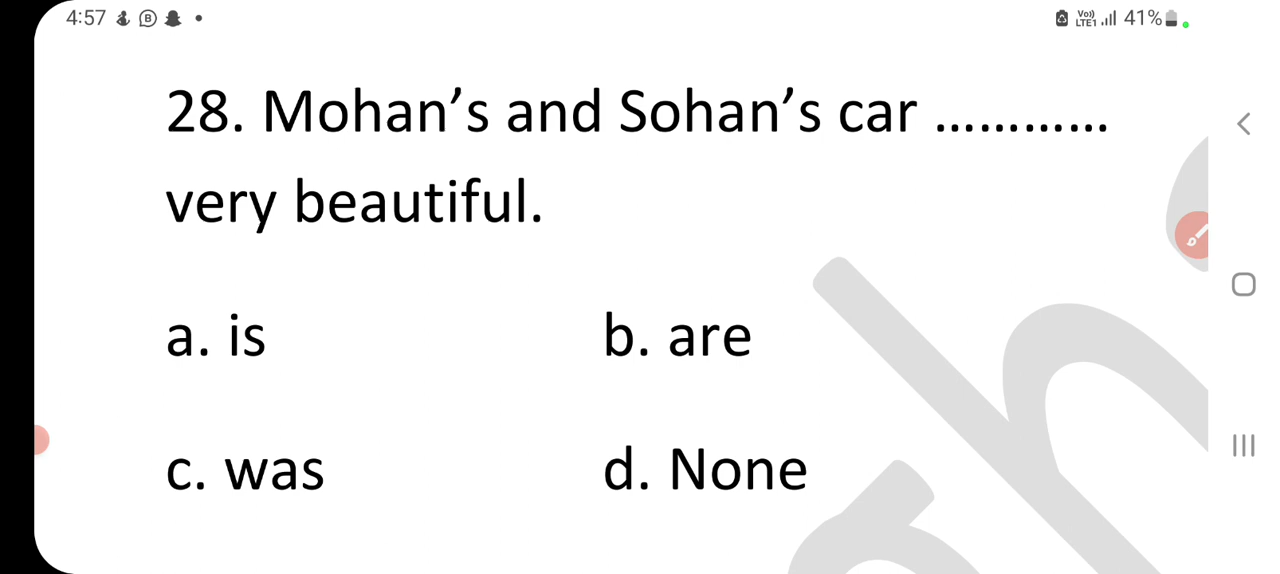 4:57 41%
28. Mohan’s and Sohan’s car ………….
very beautiful.
a. is b. are
c. was d. None